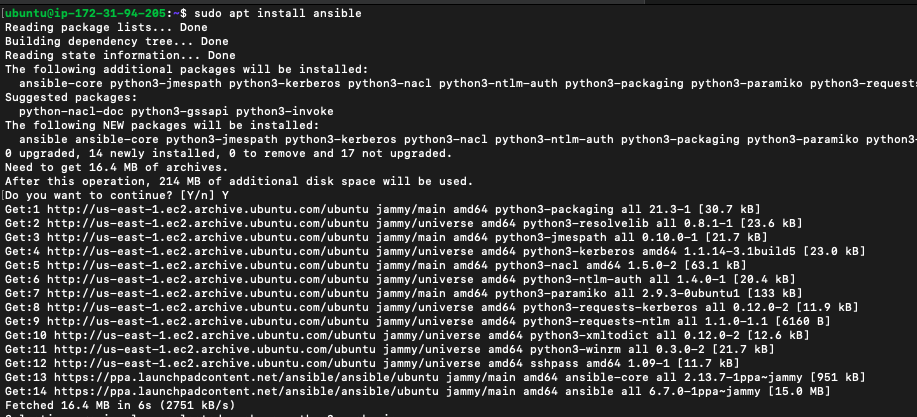 [ubuntu@ip-172-31-94-205:~$ sudo apt install ansible
Reading package lists... Done
Building dependency tree... Done
Reading state information... Done
The following additional packages will be installed:
  ansible-core python3-jmespath python3-kerberos python3-nacl python3-ntlm-auth python3-packaging python3-paramiko python3-requests
Suggested packages:
  python-nacl-doc python3-gssapi python3-invoke
The following NEW packages will be installed:
  ansible ansible-core python3-jmespath python3-kerberos python3-nacl python3-ntlm-auth python3-packaging python3-paramiko python3-
0 upgraded, 14 newly installed, 0 to remove and 17 not upgraded.
Need to get 16.4 MB of archives.
After this operation, 214 MB of additional disk space will be used.
[Do you want to continue? [Y/n] Y
Get:1 http://us-east-1.ec2.archive.ubuntu.com/ubuntu jammy/main amd64 python3-packaging all 21.3-1 [30.7 kB]
Get:2 http://us-east-1.ec2.archive.ubuntu.com/ubuntu jammy/universe amd64 python3-resolvelib all 0.8.1-1 [23.6 kB]
Get:3 http://us-east-1.ec2.archive.ubuntu.com/ubuntu jammy/main amd64 python3-jmespath all 0.10.0-1 [21.7 kB]
Get:4 http://us-east-1.ec2.archive.ubuntu.com/ubuntu jammy/universe amd64 python3-kerberos amd64 1.1.14-3.1build5 [23.0 kB]
Get:5 http://us-east-1.ec2.archive.ubuntu.com/ubuntu jammy/main amd64 python3-nacl amd64 1.5.0-2 [63.1 kB]
Get:6 http://us-east-1.ec2.archive.ubuntu.com/ubuntu jammy/universe amd64 python3-ntlm-auth all 1.4.0-1 [20.4 kB]
Get:7 http://us-east-1.ec2.archive.ubuntu.com/ubuntu jammy/main amd64 python3-paramiko all 2.9.3-0ubuntu1 [133 kB]
Get:8 http://us-east-1.ec2.archive.ubuntu.com/ubuntu jammy/universe amd64 python3-requests-kerberos all 0.12.0-2 [11.9 kB]
Get:9 http://us-east-1.ec2.archive.ubuntu.com/ubuntu jammy/universe amd64 python3-requests-ntlm all 1.1.0-1.1 [6160 B]
Get:10 http://us-east-1.ec2.archive.ubuntu.com/ubuntu jammy/universe amd64 python3-xmltodict all 0.12.0-2 [12.6 kB]
Get:11 http://us-east-1.ec2.archive.ubuntu.com/ubuntu jammy/universe amd64 python3-winrm all 0.3.0-2 [21.7 kB]
Get:12 http://us-east-1.ec2.archive.ubuntu.com/ubuntu jammy/universe amd64 sshpass amd64 1.09-1 [11.7 kB]
Get:13 https://ppa.launchpadcontent.net/ansible/ansible/ubuntu jammy/main amd64 ansible-core all 2.13.7-1ppa~jammy [951 kB]
Get:14 https://ppa.launchpadcontent.net/ansible/ansible/ubuntu jammy/main amd64 ansible all 6.7.0-1ppa~jammy [15.0 MB]
Fetched 16.4 MB in 6s (2751 kB/s)